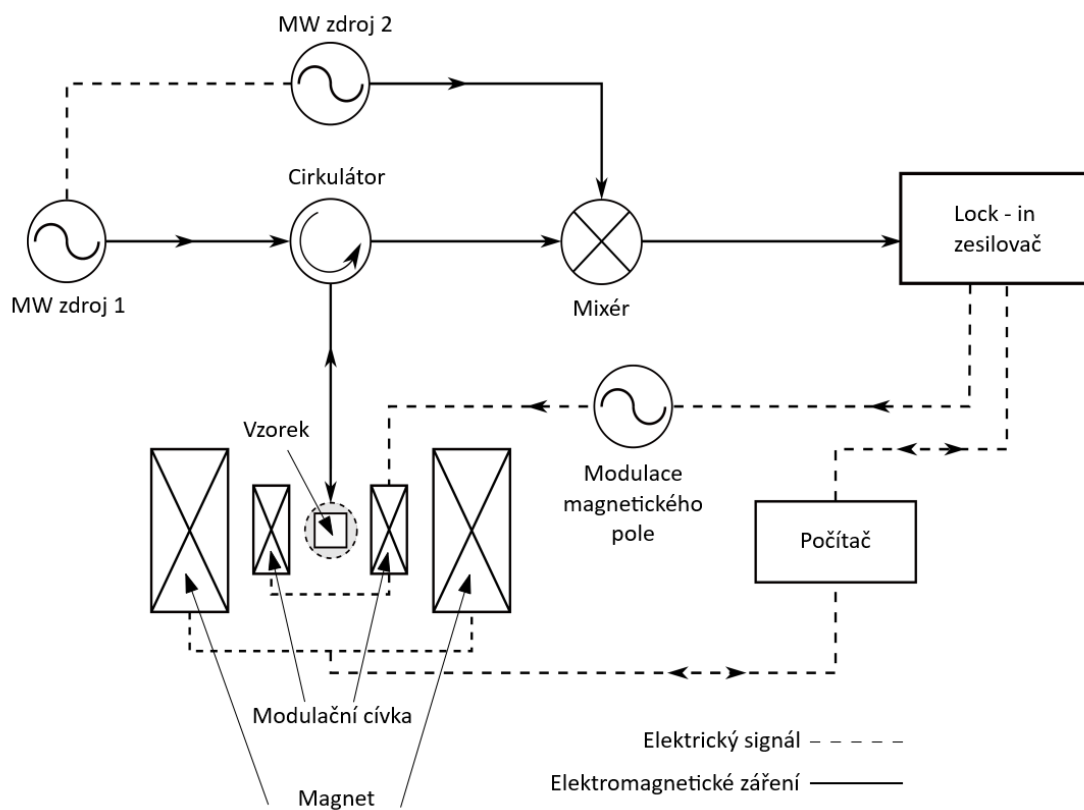 MW zdroj 2
Cirkulátor
MW zdroj 1
Mixér
Lock - in
zesilovač
Vzorek
Modulace
magnetického
pole
Počítač
Modulační cívka
Magnet
Elektrický signál
Elektromagnetické záření